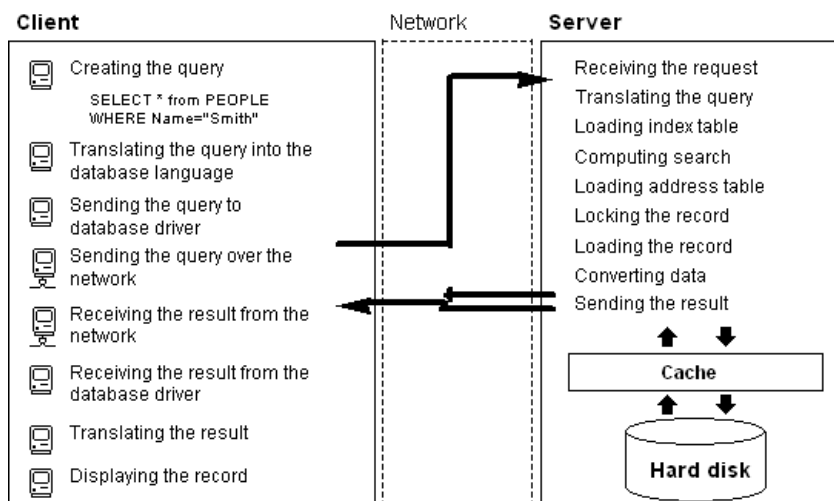 Client
Network
Server
Creating the query
SELECT * from PEOPLE
WHERE Name="Smith"
Translating the query into the
database language
Sending the query to
database driver
Sending the query over the
network
Receiving the result from the
network
Receiving the result from the
database driver
Translating the result
Displaying the record
Receiving the request
Translating the query
Loading index table
Computing search
Loading address table
Locking the record
Loading the record
Converting data
Sending the result
Cache
Hard disk